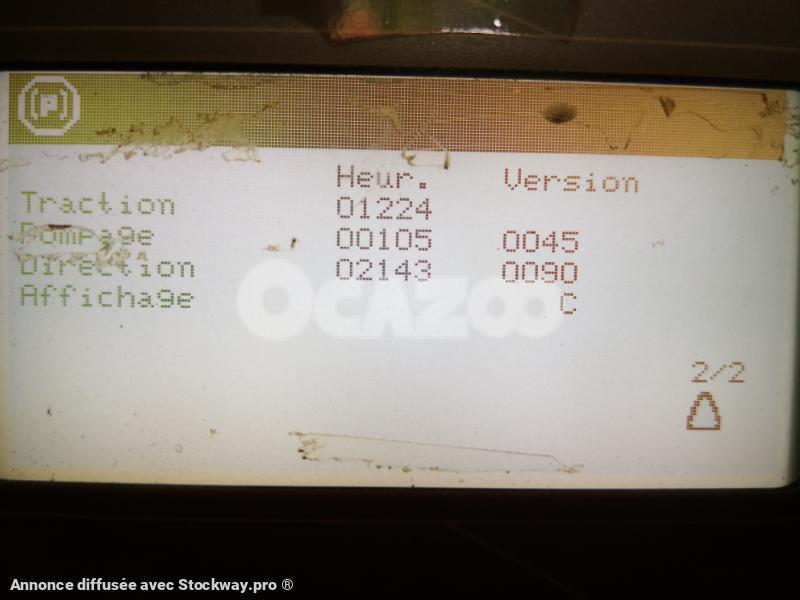 (P)
Heur. Version
Traction 01224
Pompage 00105 0045
Direction 02143 0090
Affichage C
OCAZOO
2/2
Annonce diffusée avec Stockway.pro ®